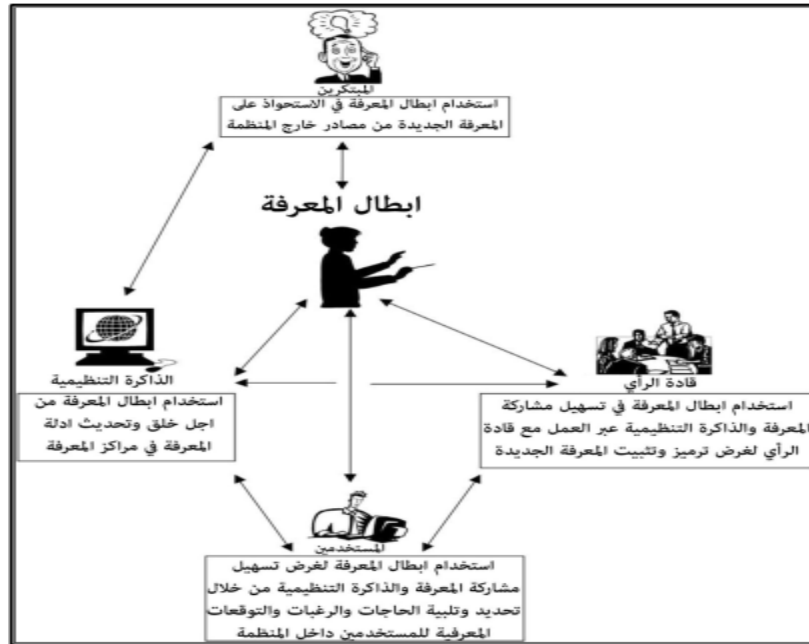 المبتكرين
استخدام ابطال المعرفة في الاستحواذ على
المعرفة الجديدة من مصادر خارج المنظمة
ابطال المعرفة
الذاكرة التنظيمية
استخدام ابطال المعرفة من
اجل خلق وتحديث ادلة
المعرفة في مراكز المعرفة
قادة الرأي
استخدام ابطال المعرفة في تسهيل مشاركة
المعرفة والذاكرة التنظيمية عبر العمل مع قادة
الرأي لغرض ترميز وتثبيت المعرفة الجديدة
المستخدمين
استخدام ابطال المعرفة لغرض تسهيل
مشاركة المعرفة والذاكرة التنظيمية من خلال
تحديد وتلبية الحاجات والرغبات والتوقعات
المعرفية للمستخدمين داخل المنظمة